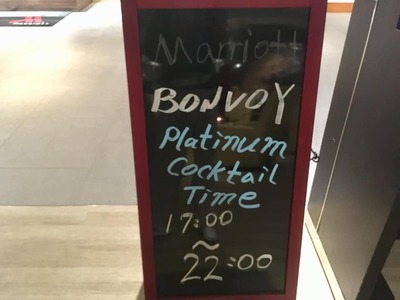 Marriott
BONVOY
Platinum
Cocktail
Time
17:00
~
22:00